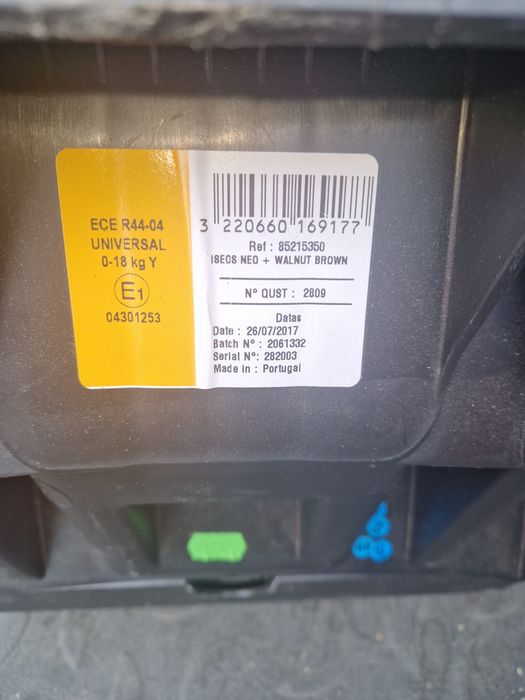 ECE R44-04
UNIVERSAL
0-18 kg Y
E1
04301253
3 220660 169177
Ref : 85215350
ISEOS NEO + WALNUT BROWN
N° QUST : 2809
Datas
Date : 26/07/2017
Batch N° : 2061332
Serial N°: 282003
Made in : Portugal